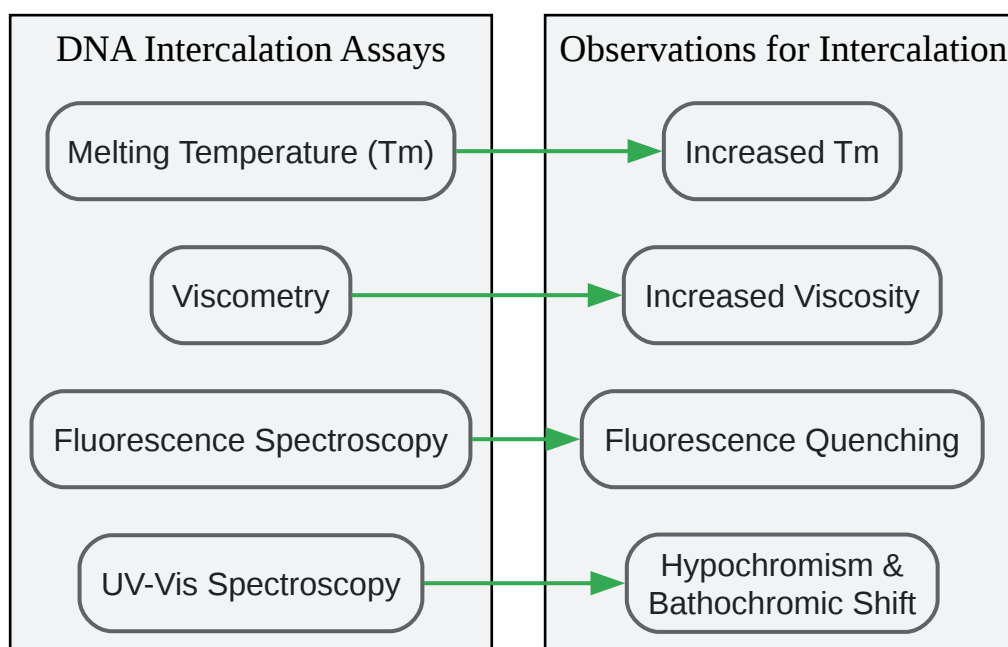 DNA Intercalation Assays
Melting Temperature (Tm)
Viscometry
Fluorescence Spectroscopy
UV-Vis Spectroscopy
Observations for Intercalation
Increased Tm
Increased Viscosity
Fluorescence Quenching
Hypochromism &
Bathochromic Shift